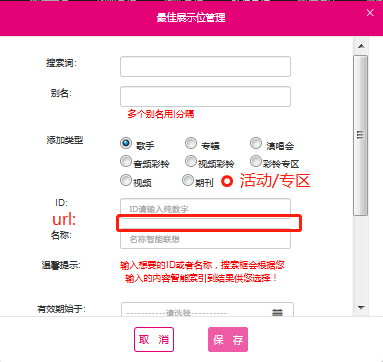 最佳展示位管理
搜索词:
别名:
多个别名用|分隔
添加类型
歌手 专辑 演唱会
音频彩铃 视频彩铃 彩铃专区
视频 期刊 活动/专区
ID: ID请输入纯数字
url:
名称: 名称智能联想
温馨提示: 输入想要的ID或者名称，搜索框会根据您
输入的内容智能索引到结果供您选择！
有效期始于: -----------请选择-----------
取 消 保 存